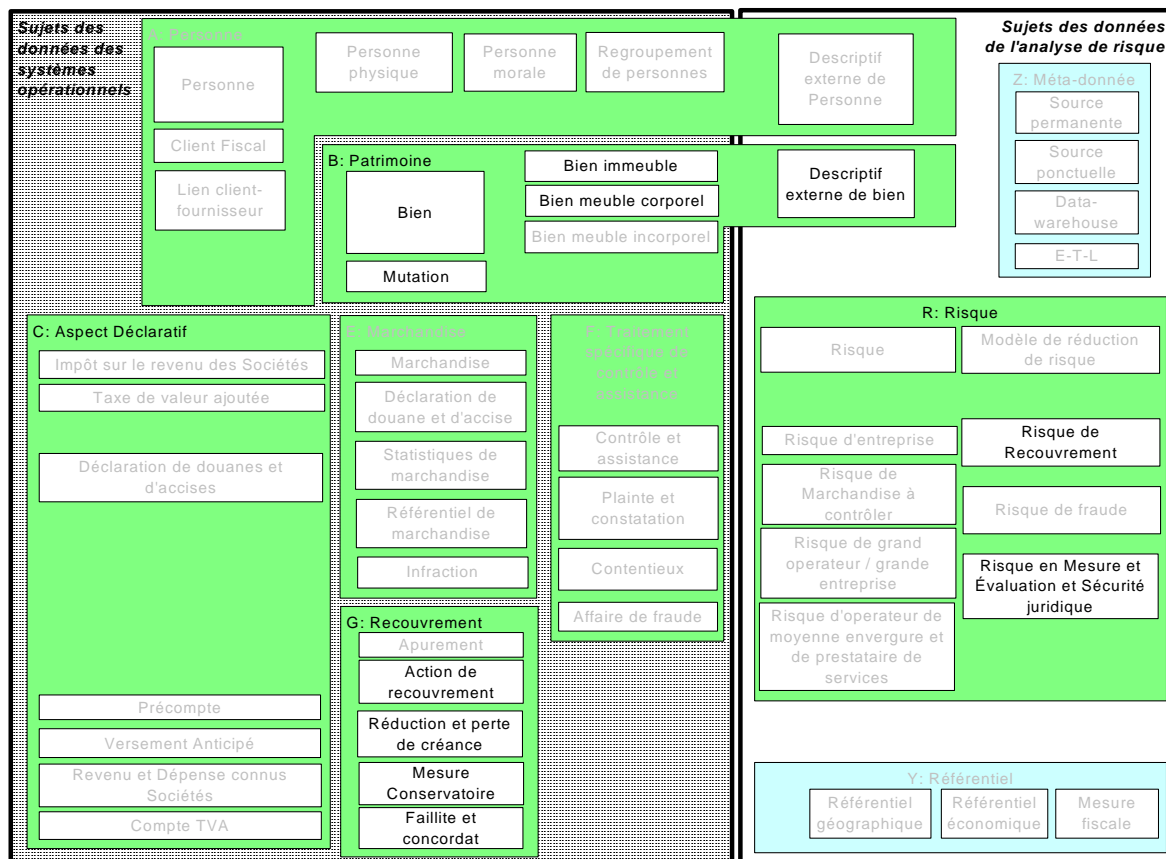 Sujets des
données des
systèmes
opérationnels
A: Personne
Personne
Personne
physique
Personne
morale
Regroupement
de personnes
Descriptif
externe de
Personne
Client Fiscal
Lien client-
fournisseur
B: Patrimoine
Bien
Bien immeuble
Bien meuble corporel
Bien meuble incorporel
Descriptif
externe de bien
Mutation
Sujets des données
de l'analyse de risque
Z: Méta-donnée
Source
permanente
Source
ponctuelle
Data-
warehouse
E-T-L
C: Aspect Déclaratif
Impôt sur le revenu des Sociétés
Taxe de valeur ajoutée
Déclaration de douanes et
d'accises
Précompte
Versement Anticipé
Revenu et Dépense connus
Sociétés
Compte TVA
E: Marchandise
Marchandise
Déclaration de
douane et d'accise
Statistiques de
marchandise
Référentiel de
marchandise
Infraction
F: Traitement
spécifique de
contrôle et
assistance
Contrôle et
assistance
Plainte et
constatation
Contentieux
Affaire de fraude
G: Recouvrement
Apurement
Action de
recouvrement
Réduction et perte
de créance
Mesure
Conservatoire
Faillite et
concordat
R: Risque
Risque
Modèle de réduction
de risque
Risque d'entreprise
Risque de
Recouvrement
Risque de
Marchandise à
contrôler
Risque de fraude
Risque de grand
operateur / grande
entreprise
Risque en Mesure et
Évaluation et Sécurité
juridique
Risque d'operateur de
moyenne envergure et
de prestataire de
services
Y: Référentiel
Référentiel
géographique
Référentiel
économique
Mesure
fiscale